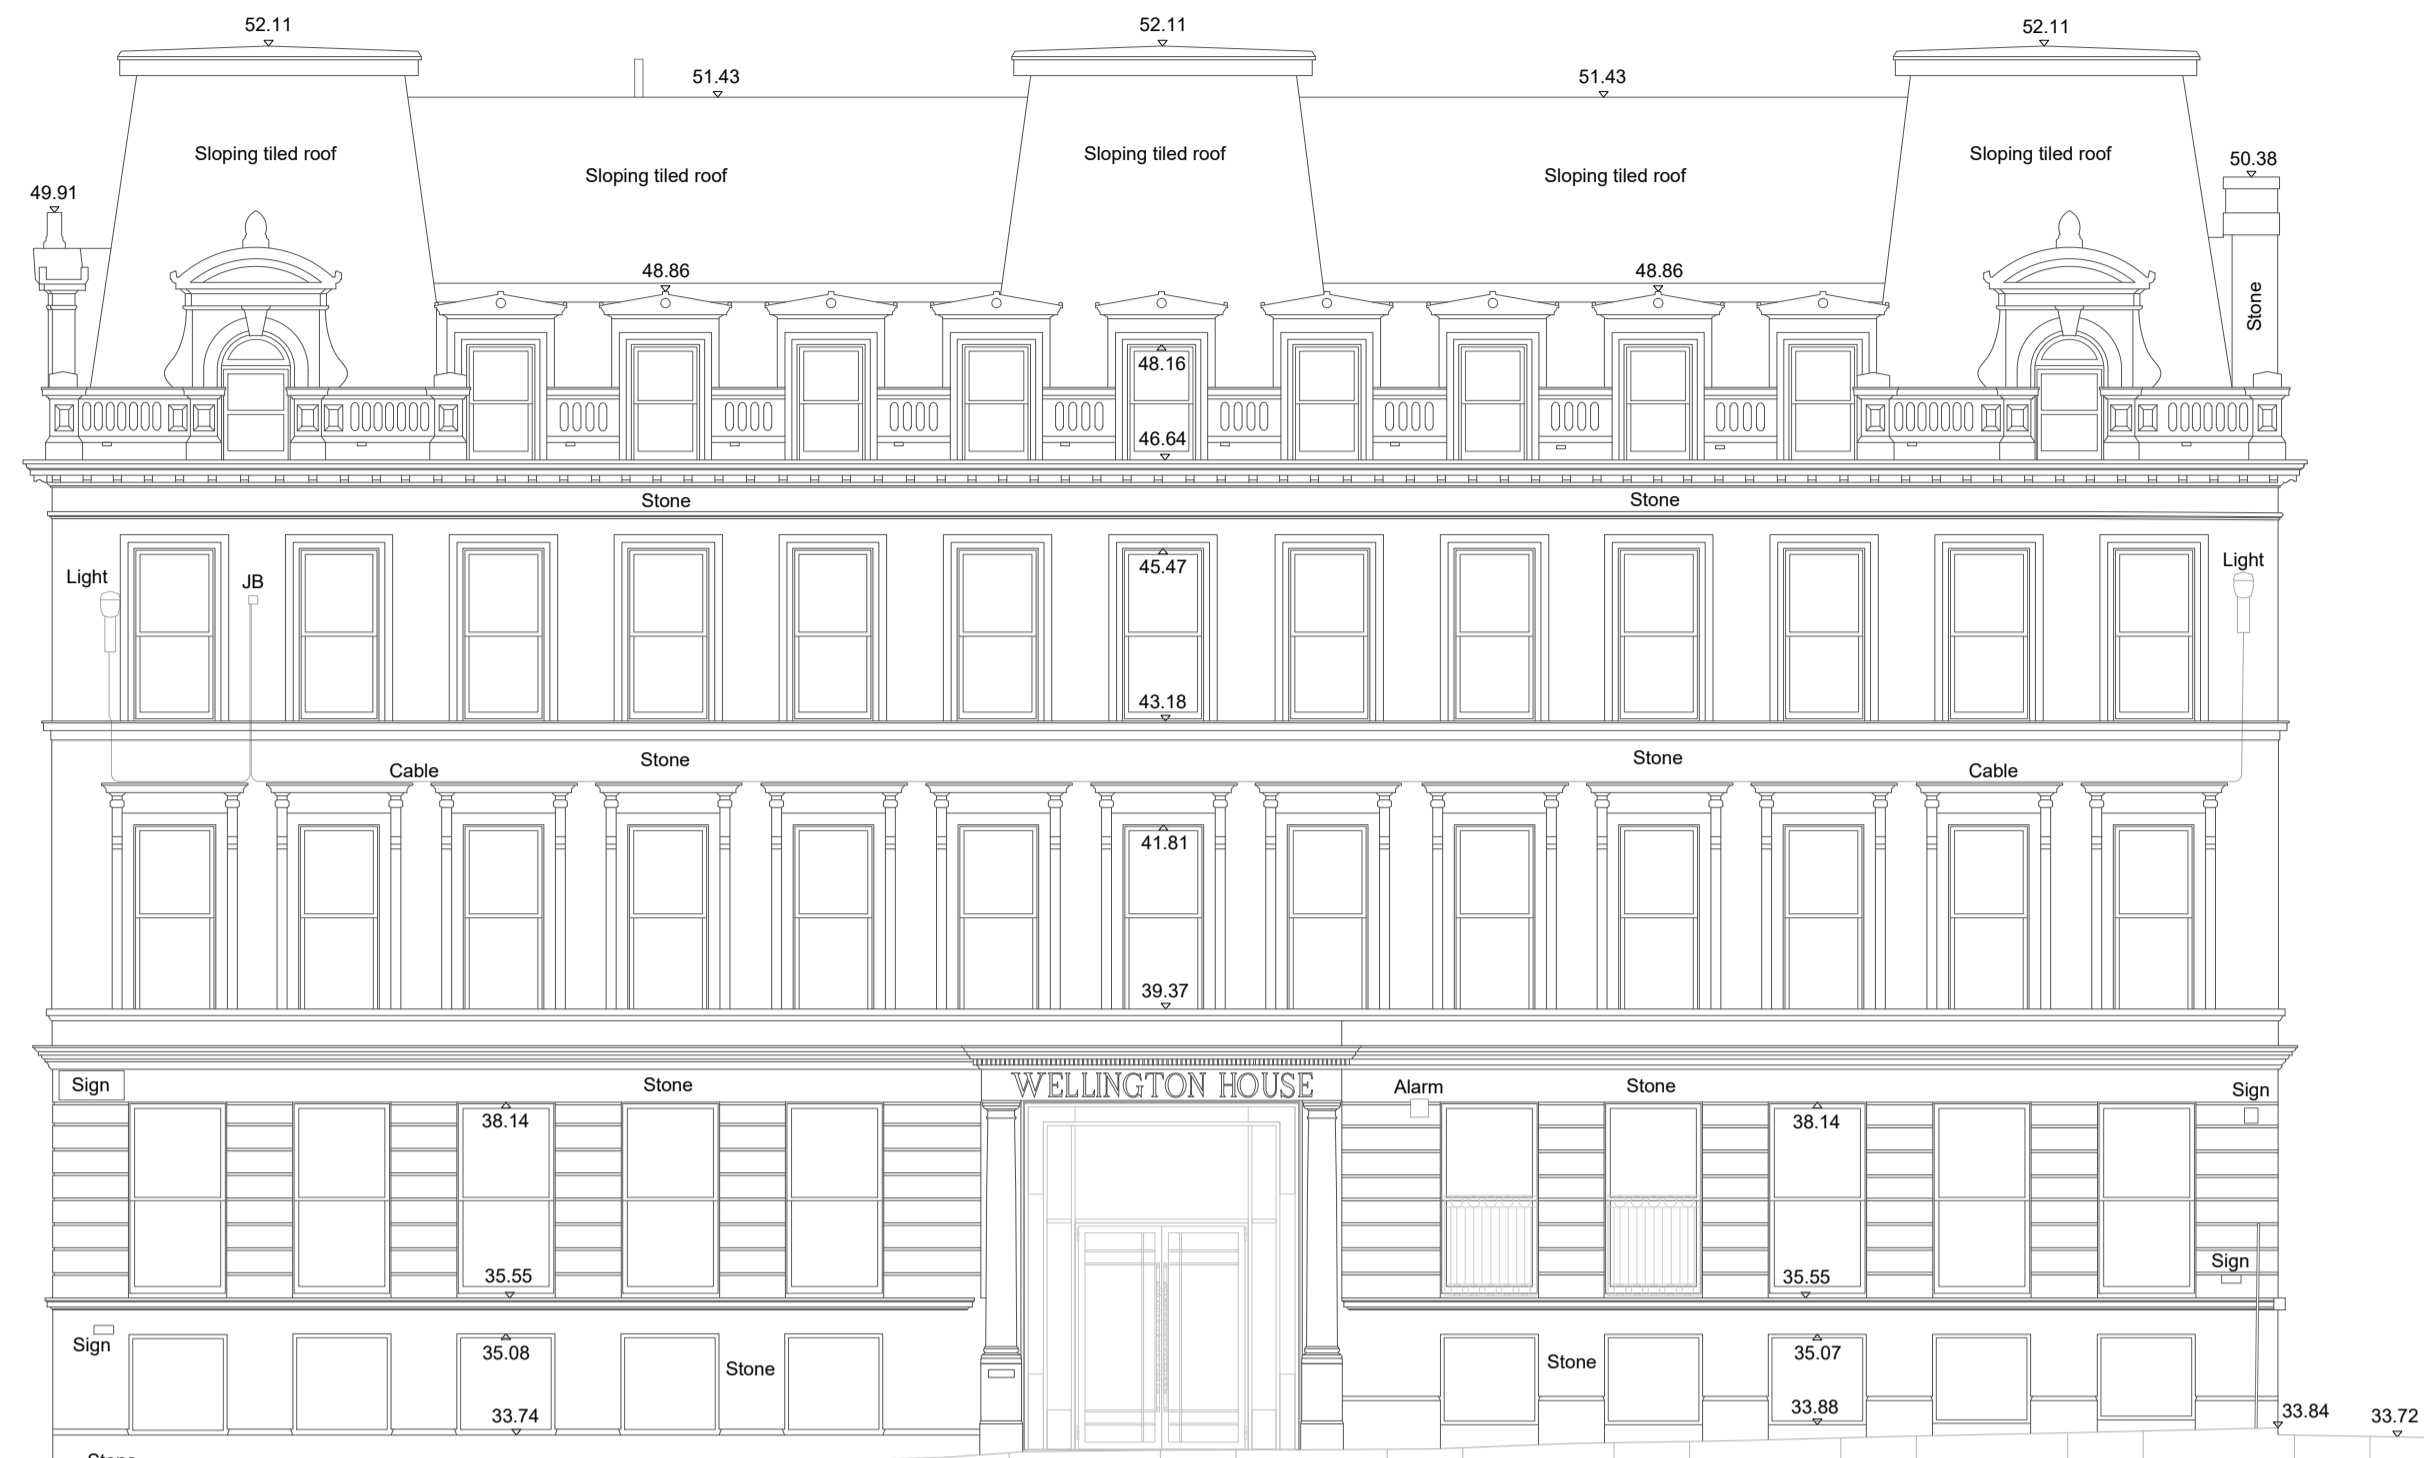 52.11
52.11
52.11
51.43
51.43
Sloping tiled roof
Sloping tiled roof
Sloping tiled roof
Sloping tiled roof
Sloping tiled roof
50.38
49.91
48.86
48.86
Stone
48.16
46.64
Stone
Stone
Light
JB
45.47
Light
43.18
Stone
Stone
Cable
Cable
41.81
39.37
Sign
Stone
WELLINGTON HOUSE
Alarm
Stone
Sign
38.14
38.14
35.55
35.55
Sign
Sign
35.08
Stone
Stone
35.07
33.74
33.88
33.84
33.72